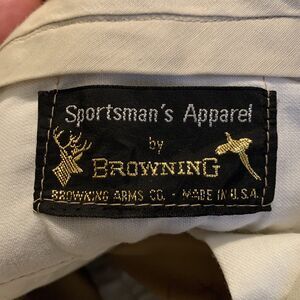 Sportsman's Apparel
by
BROWNING
BROWNING ARMS CO. - MADE IN U.S.A.